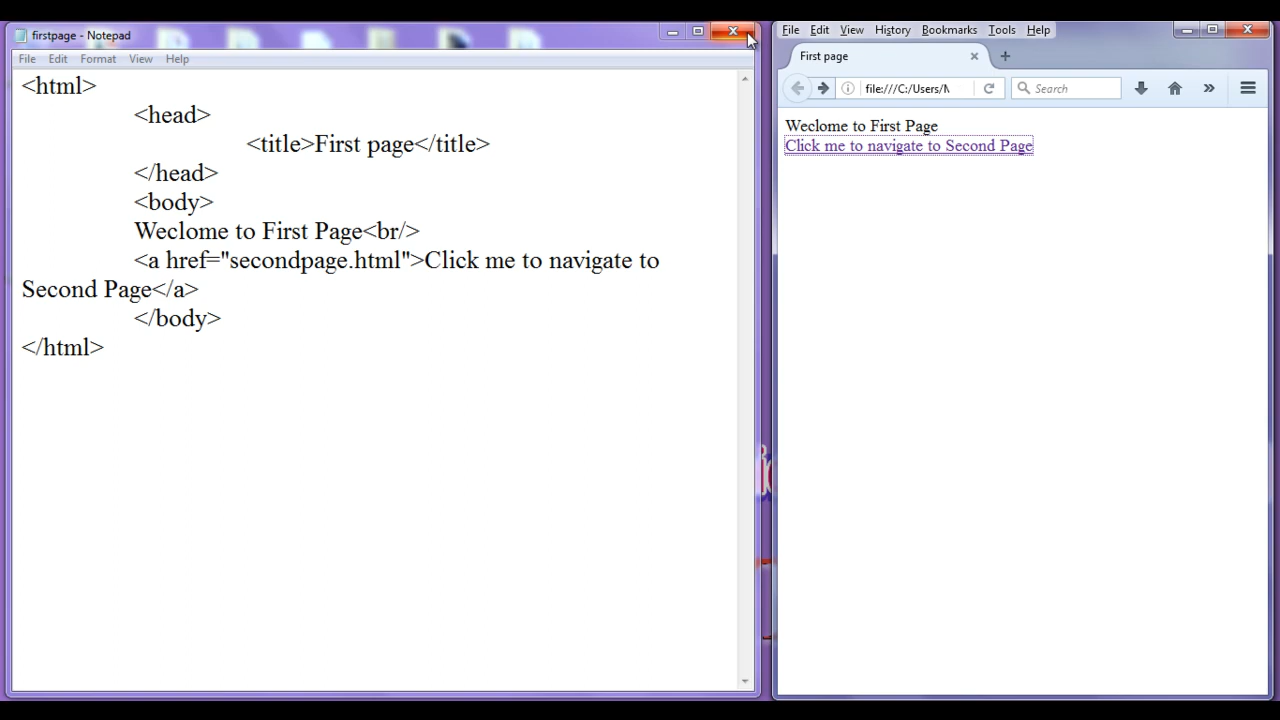 firstpage - Notepad
File Edit Format View Help
<html>
<head>
<title>First page</title>
</head>
<body>
Weclome to First Page<br/>
<a href="secondpage.html">Click me to navigate to
Second Page</a>
</body>
</html>
File Edit View History Bookmarks Tools Help
First page
file:///C:/Users/
Search
Weclome to First Page
Click me to navigate to Second Page